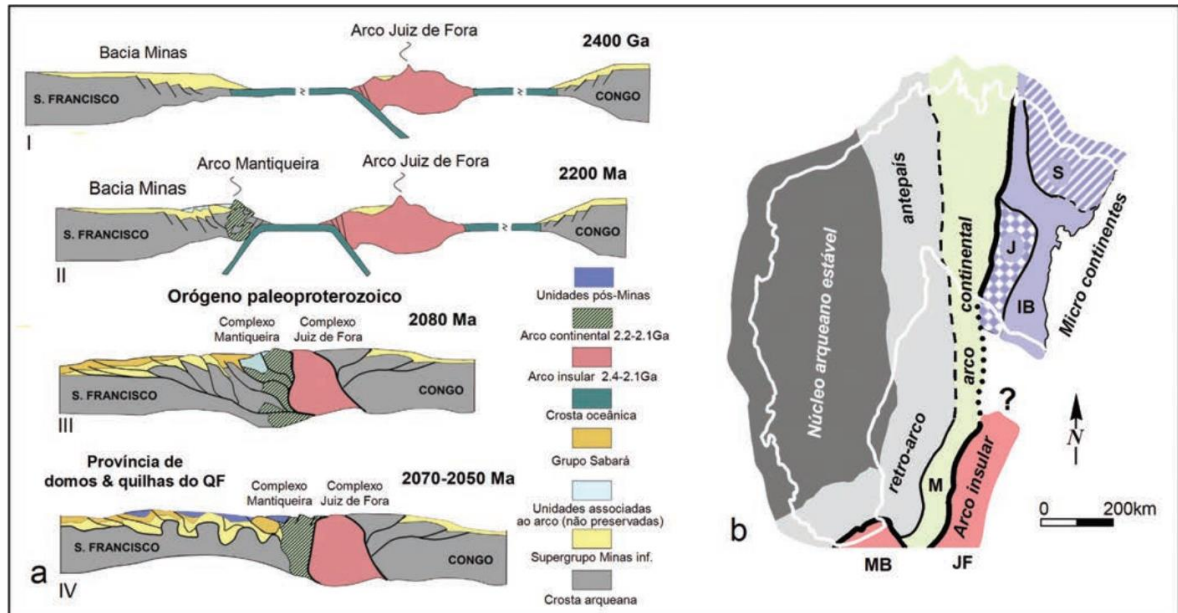 Arco Juiz de Fora
Bacia Minas
2400 Ga
S. FRANCISCO
CONGO
I
Arco Mantiqueira
Arco Juiz de Fora
Bacia Minas
2200 Ma
S. FRANCISCO
CONGO
II
Orógeno paleoproterozoico
Complexo
Mantiqueira
Complexo
Juiz de Fora
2080 Ma
S. FRANCISCO
CONGO
III
Província de
domos & quilhas do QF
Complexo
Mantiqueira
Complexo
Juiz de Fora
2070-2050 Ma
S. FRANCISCO
CONGO
IV
a
Unidades pós-Minas
Arco continental 2.2-2.1Ga
Arco insular 2.4-2.1Ga
Crosta oceânica
Grupo Sabará
Unidades associadas
ao arco (não preservadas)
Supergrupo Minas inf.
Crosta arqueana
Núcleo arqueano estável
antepaís
retro-arco
arco continental
M
Arco insular
S
J
IB
Micro continentes
?
N
0 200km
b
MB
JF